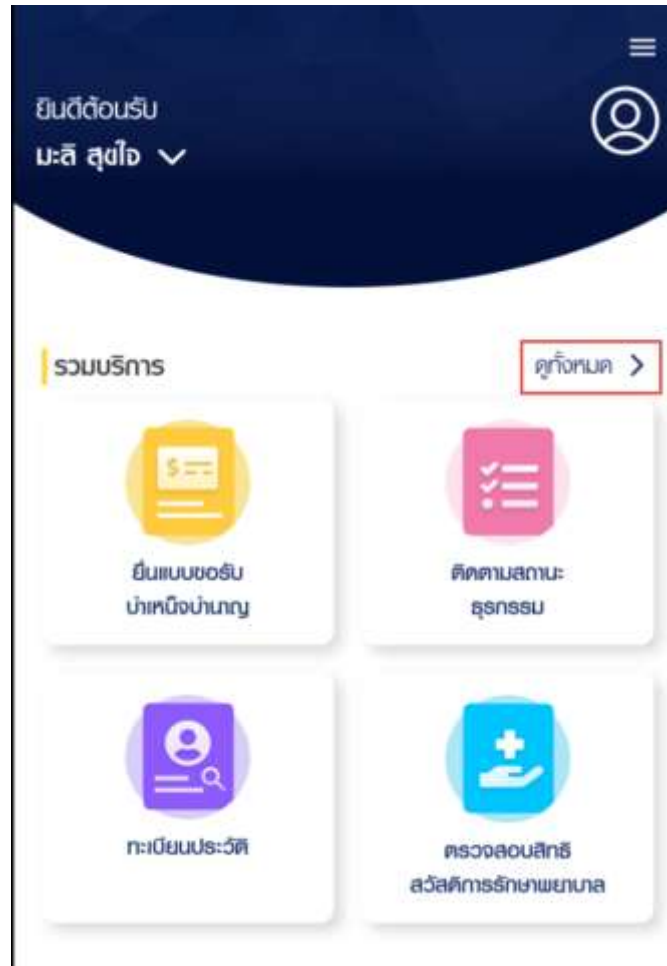 ยินดีต้อนรับ
มะลิ สุขใจ
รวมบริการ
ดูทั้งหมด
ยื่นแบบขอรับ
บำเหน็จบำนาญ
ติดตามสถานะ
ธุรกรรม
ทะเบียนประวัติ
ตรวจสอบสิทธิ
สวัสดิการรักษาพยาบาล